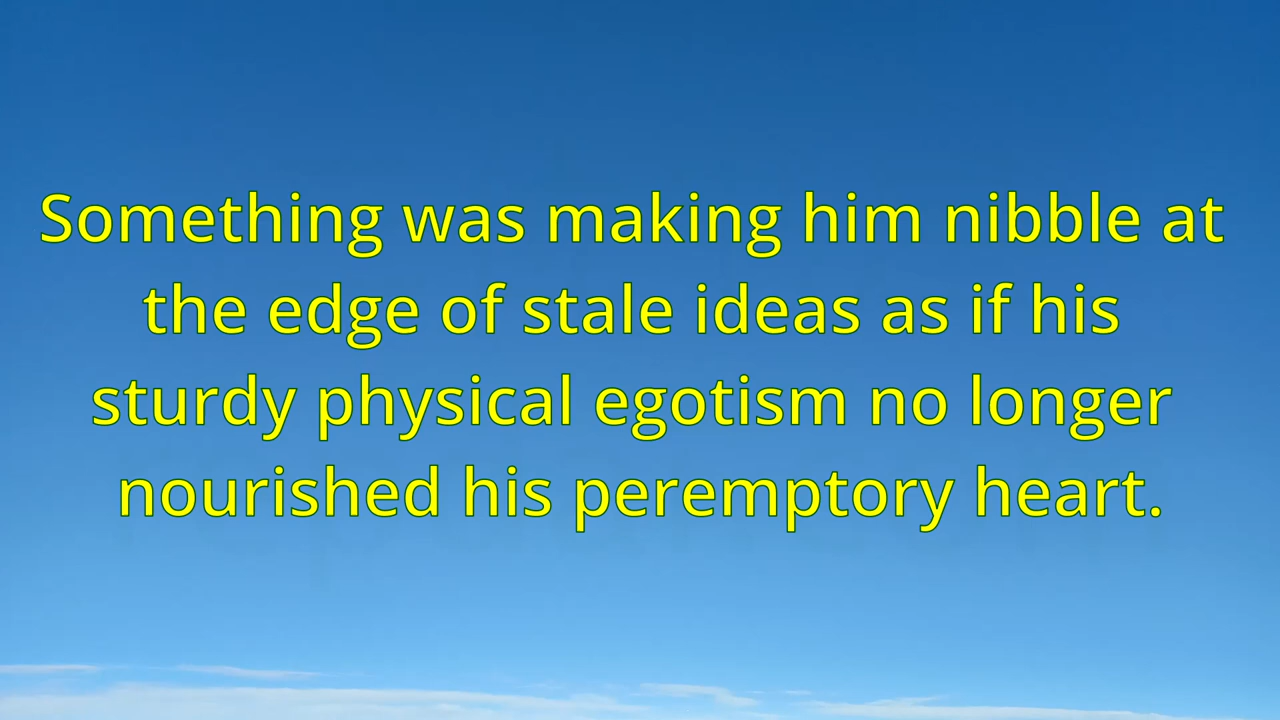 Something was making him nibble at
the edge of stale ideas as if his
sturdy physical egotism no longer
nourished his peremptory heart.